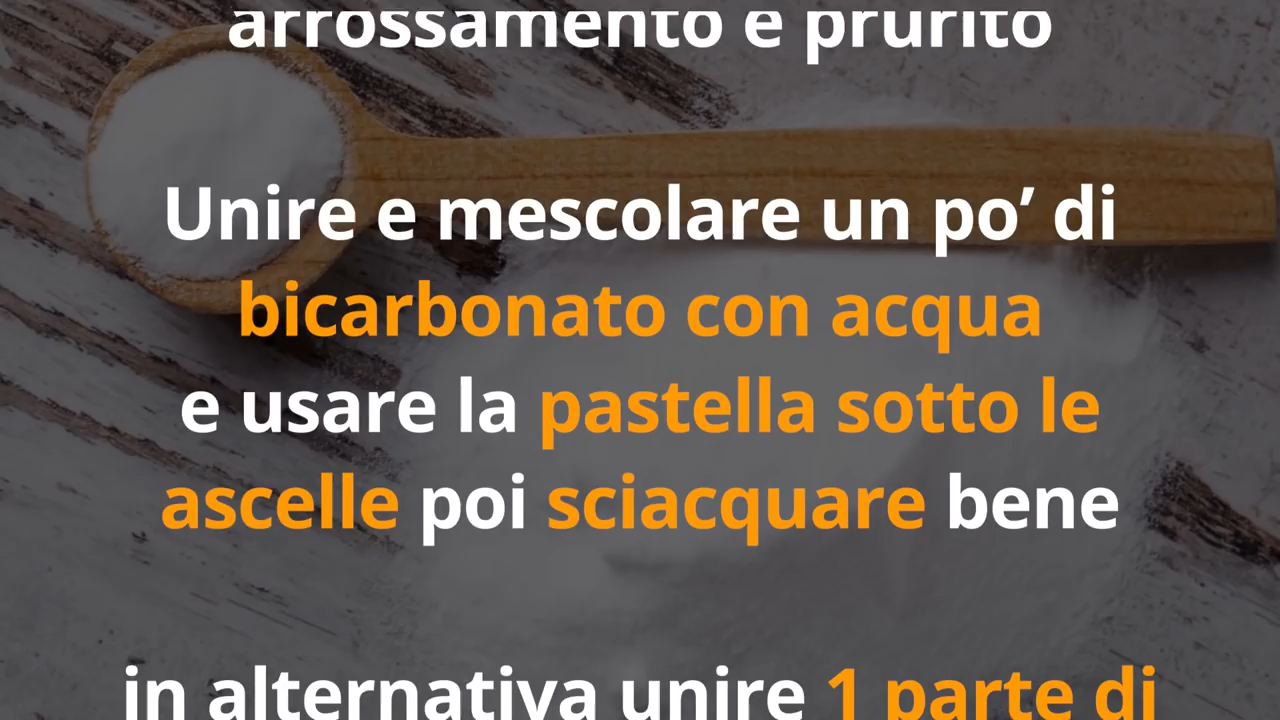 arrossamento e prurito
Unire e mescolare un po’ di
bicarbonato con acqua
e usare la pastella sotto le
ascelle poi sciacquare bene
in alternativa unire 1 parte di